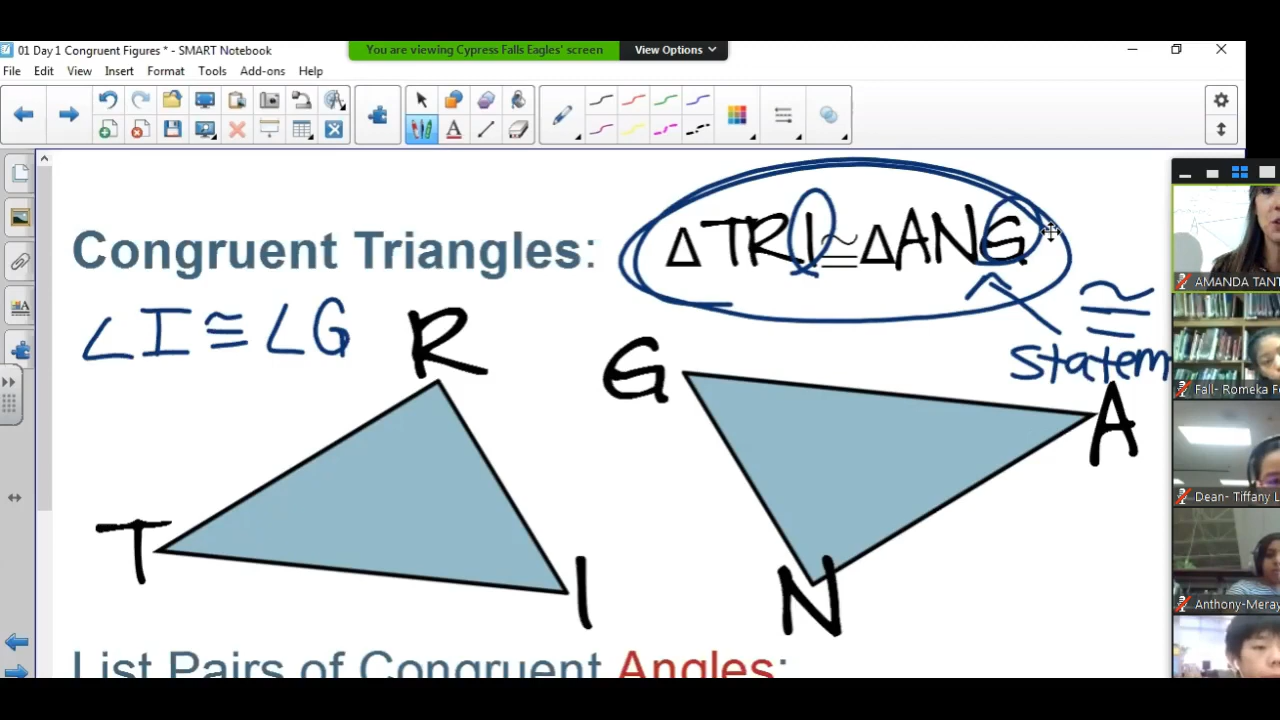 01 Day 1 Congruent Figures * - SMART Notebook
You are viewing Cypress Falls Eagles' screen
View Options
File Edit View Insert Format Tools Add-ons Help
Congruent Triangles:
△TRI≅△ANG
≅
statem
∠I≅∠G
R
G
A
T
I
N
List Pairs of Congruent Angles:
AMANDA TANT
Fall- Romeka F
Dean- Tiffany L
Anthony-Meray